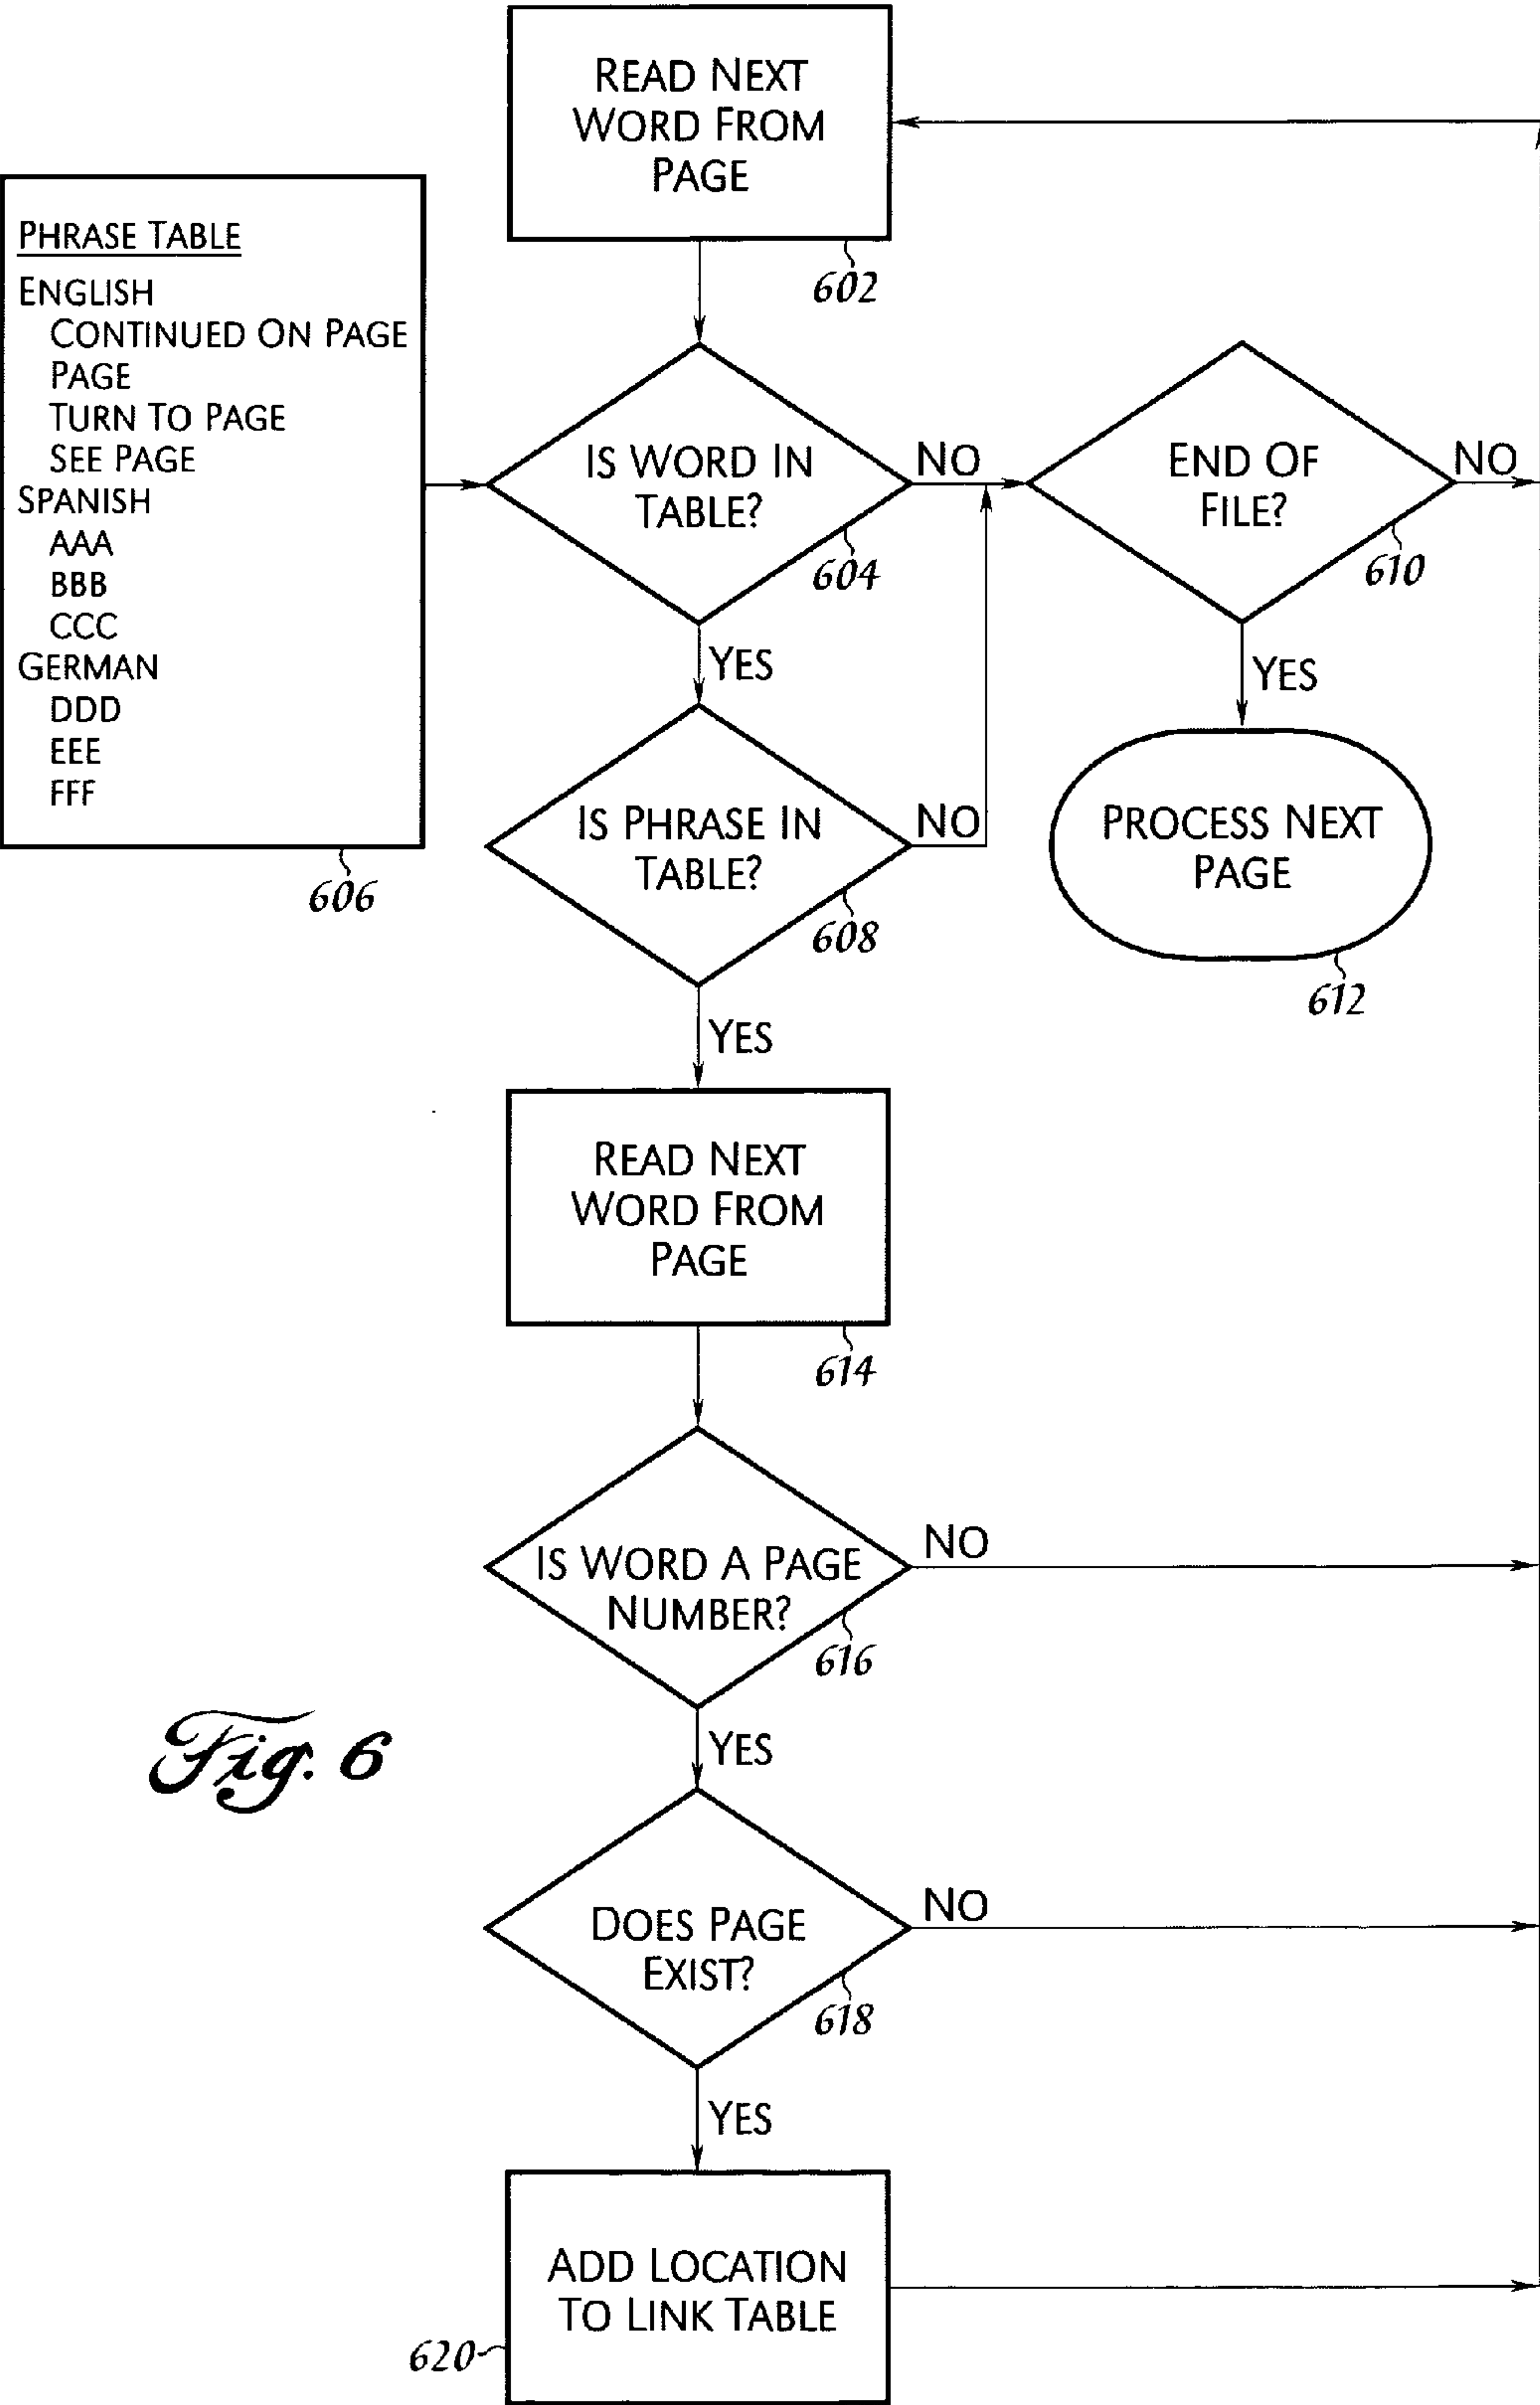 READ NEXT
WORD FROM
PAGE
602
PHRASE TABLE
ENGLISH
CONTINUED ON PAGE
PAGE
TURN TO PAGE
SEE PAGE
SPANISH
AAA
BBB
CCC
GERMAN
DDD
EEE
FFF
606
IS WORD IN
TABLE?
604
NO
YES
END OF
FILE?
610
NO
YES
IS PHRASE IN
TABLE?
608
NO
YES
PROCESS NEXT
PAGE
612
READ NEXT
WORD FROM
PAGE
614
IS WORD A PAGE
NUMBER?
616
NO
YES
Fig. 6
DOES PAGE
EXIST?
618
NO
YES
ADD LOCATION
TO LINK TABLE
620